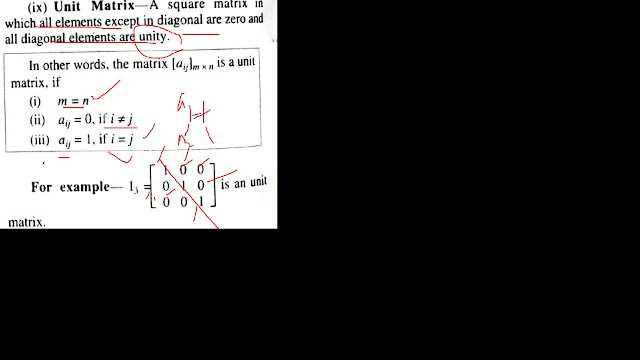 (ix) Unit Matrix—A square matrix in
which all elements except in diagonal are zero and
all diagonal elements are unity.
In other words, the matrix [aij]m × n is a unit
matrix, if
(i) m = n
(ii) aij = 0, if i ≠ j
(iii) aij = 1, if i = j
1 0 0
For example— I3 = 0 1 0 is an unit
0 0 1
matrix.